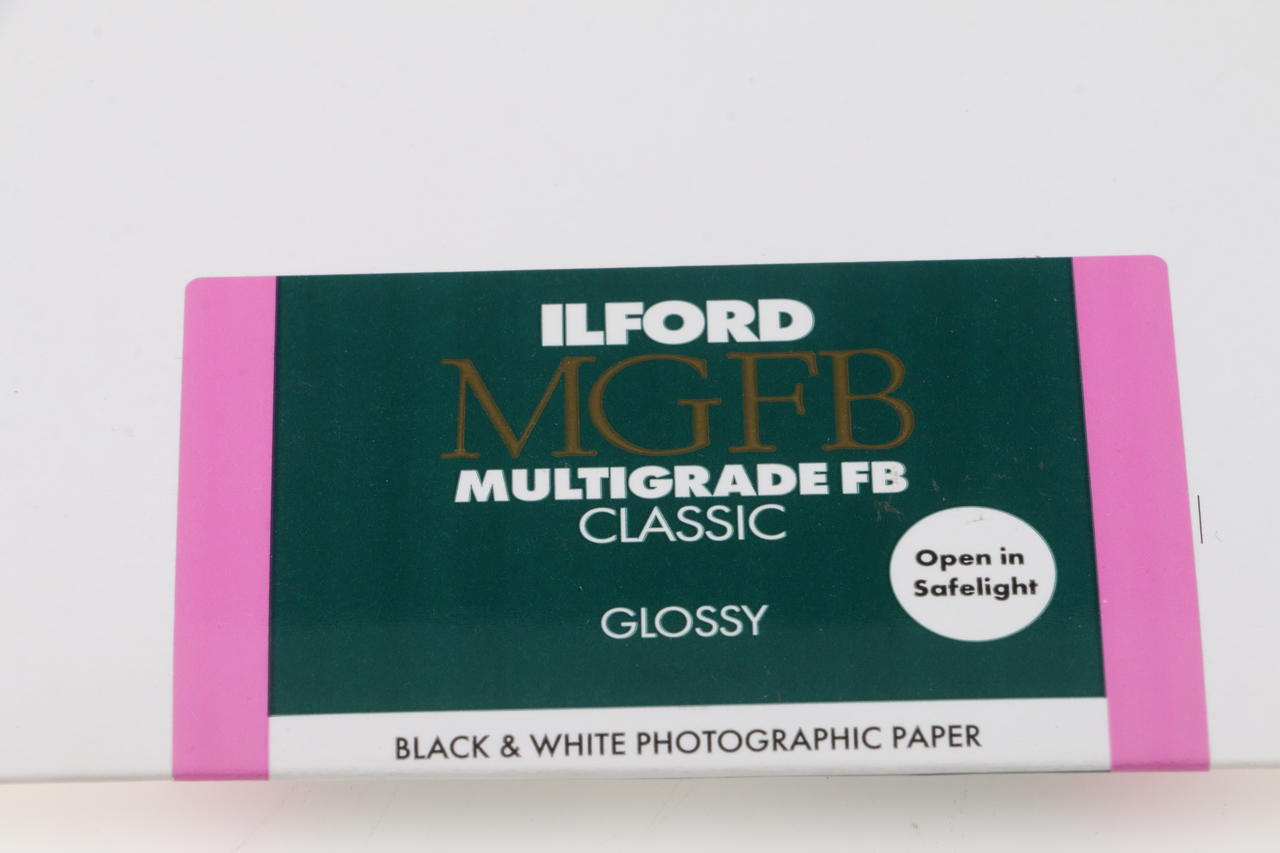 ILFORD
MGFB
MULTIGRADE FB
CLASSIC
GLOSSY
Open in
Safelight
BLACK & WHITE PHOTOGRAPHIC PAPER